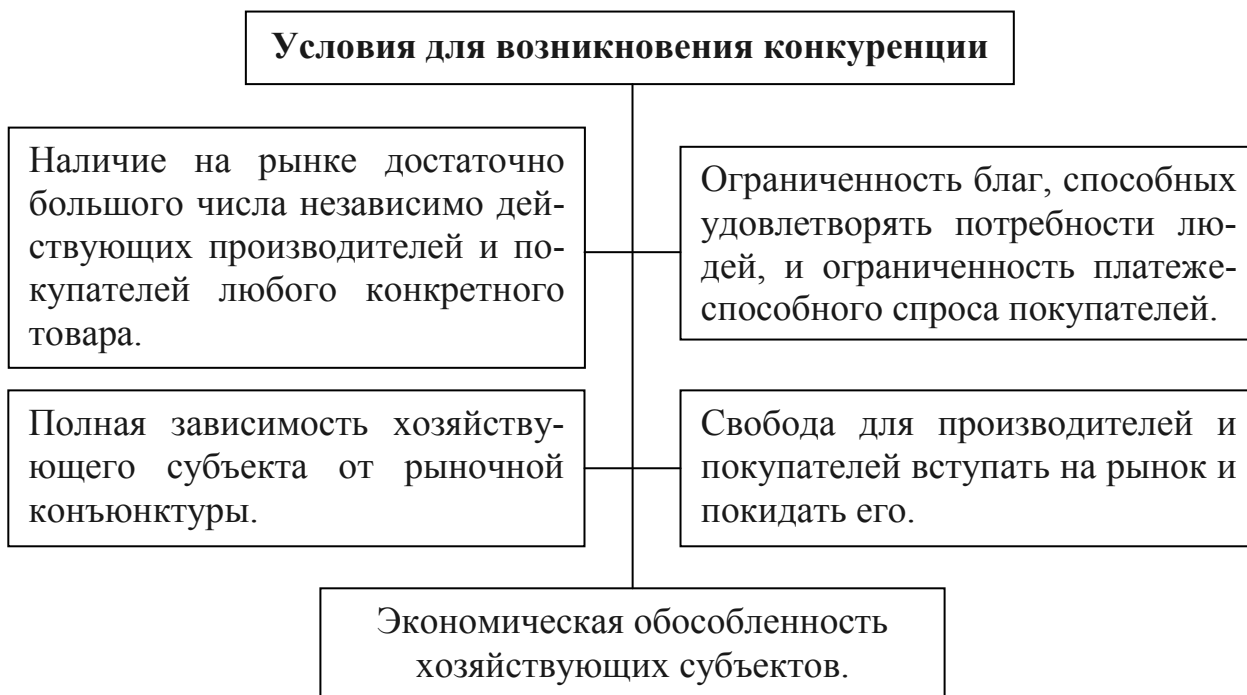 Условия для возникновения конкуренции
Наличие на рынке достаточно
большого числа независимо дей-
ствующих производителей и по-
купателей любого конкретного
товара.
Ограниченность благ, способных
удовлетворять потребности лю-
дей, и ограниченность платеже-
способного спроса покупателей.
Полная зависимость хозяйству-
ющего субъекта от рыночной
конъюнктуры.
Свобода для производителей и
покупателей вступать на рынок и
покидать его.
Экономическая обособленность
хозяйствующих субъектов.